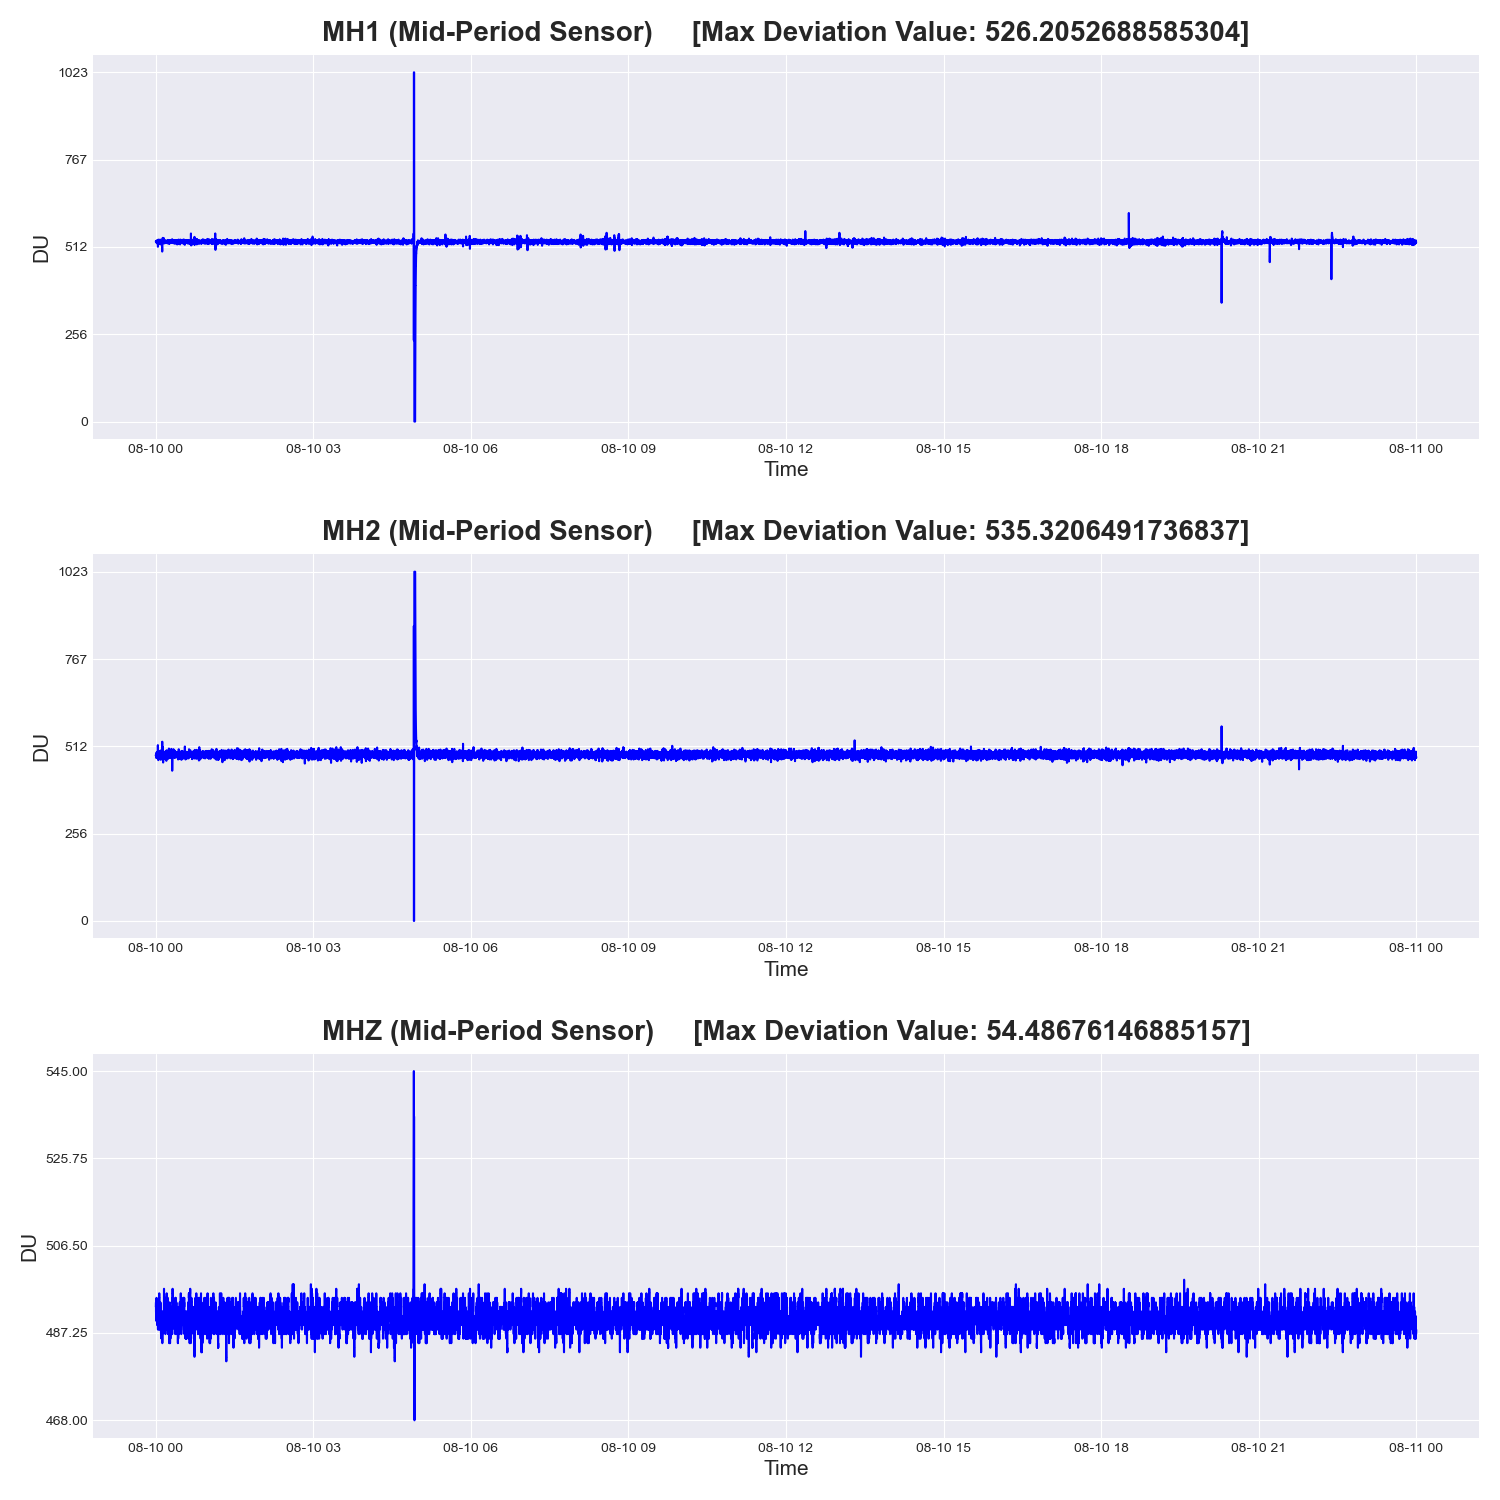 MH1 (Mid-Period Sensor) [Max Deviation Value: 526.2052688585304]
1023
767
512
256
0
DU
08-10 00 08-10 03 08-10 06 08-10 09 08-10 12 08-10 15 08-10 18 08-10 21 08-11 00
Time
MH2 (Mid-Period Sensor) [Max Deviation Value: 535.3206491736837]
1023
767
512
256
0
DU
08-10 00 08-10 03 08-10 06 08-10 09 08-10 12 08-10 15 08-10 18 08-10 21 08-11 00
Time
MHZ (Mid-Period Sensor) [Max Deviation Value: 54.48676146885157]
545.00
525.75
506.50
487.25
468.00
DU
08-10 00 08-10 03 08-10 06 08-10 09 08-10 12 08-10 15 08-10 18 08-10 21 08-11 00
Time